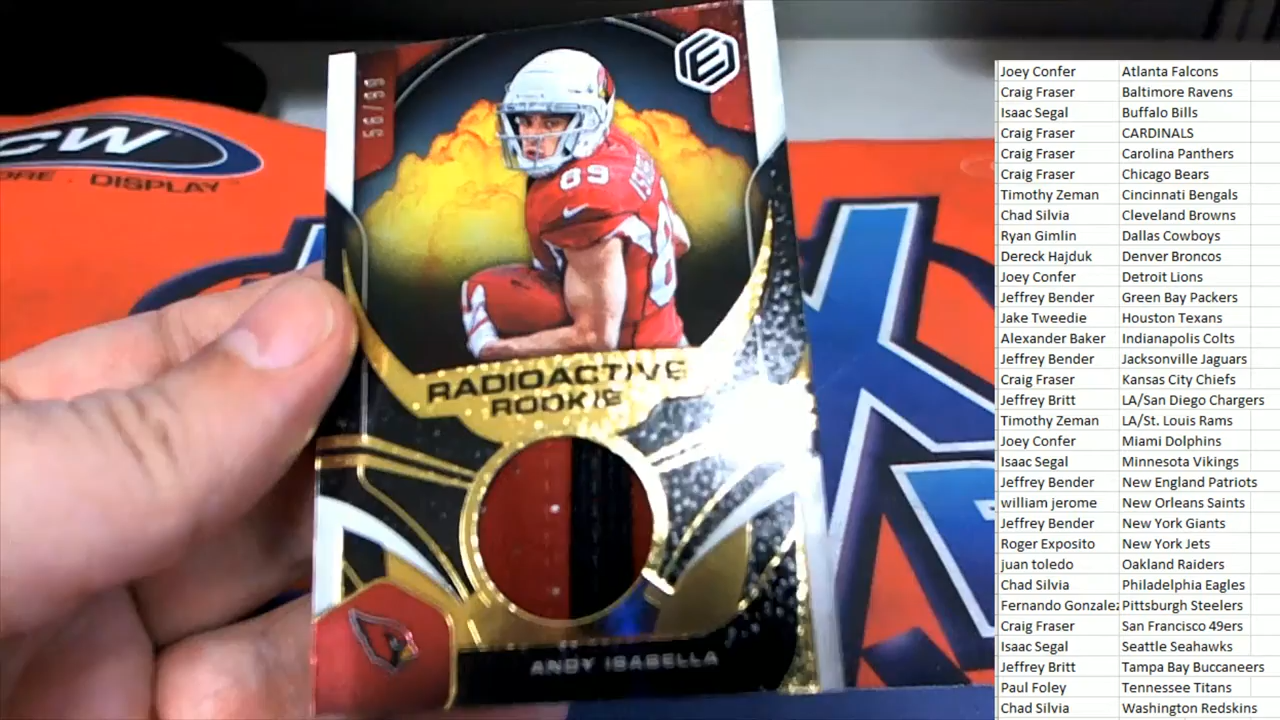 CW
DISPLAY
56/99
E
89
RADIOACTIVE
ROOKIE
ANDY ISABELLA
Joey Confer Atlanta Falcons
Craig Fraser Baltimore Ravens
Isaac Segal Buffalo Bills
Craig Fraser CARDINALS
Craig Fraser Carolina Panthers
Craig Fraser Chicago Bears
Timothy Zeman Cincinnati Bengals
Chad Silvia Cleveland Browns
Ryan Gimlin Dallas Cowboys
Dereck Hajduk Denver Broncos
Joey Confer Detroit Lions
Jeffrey Bender Green Bay Packers
Jake Tweedie Houston Texans
Alexander Baker Indianapolis Colts
Jeffrey Bender Jacksonville Jaguars
Craig Fraser Kansas City Chiefs
Jeffrey Britt LA/San Diego Chargers
Timothy Zeman LA/St. Louis Rams
Joey Confer Miami Dolphins
Isaac Segal Minnesota Vikings
Jeffrey Bender New England Patriots
william jerome New Orleans Saints
Jeffrey Bender New York Giants
Roger Exposito New York Jets
juan toledo Oakland Raiders
Chad Silvia Philadelphia Eagles
Fernando Gonzalez Pittsburgh Steelers
Craig Fraser San Francisco 49ers
Isaac Segal Seattle Seahawks
Jeffrey Britt Tampa Bay Buccaneers
Paul Foley Tennessee Titans
Chad Silvia Washington Redskins